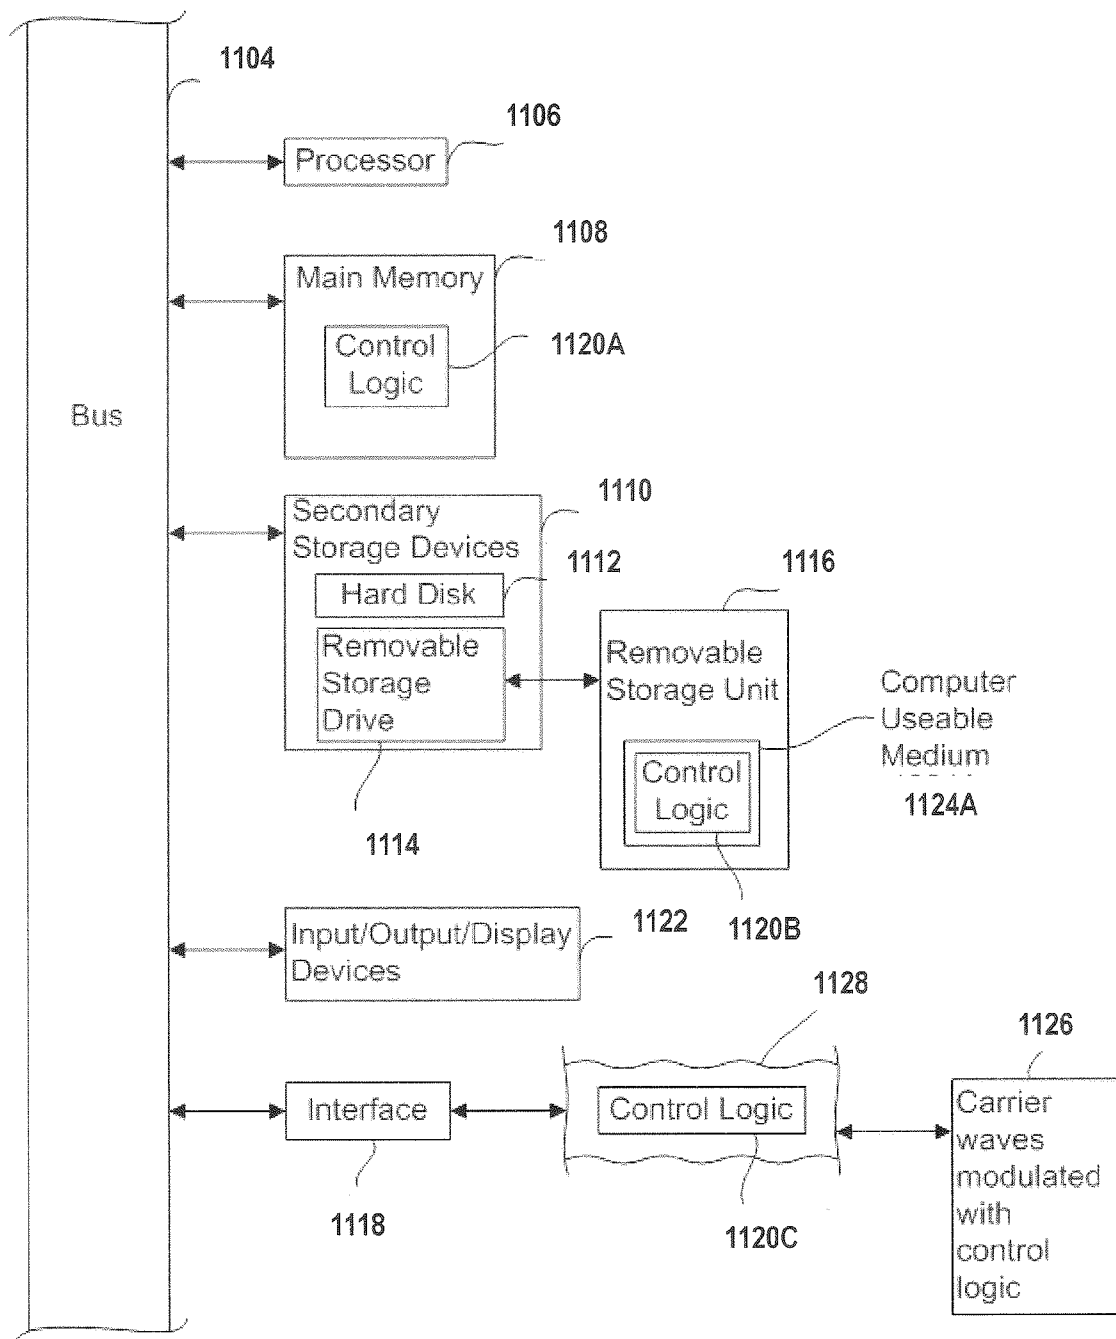 1104
1106
Processor
1108
Main Memory
Control
Logic
1120A
Bus
1110
Secondary
Storage Devices
1112
Hard Disk
1116
Removable
Storage
Drive
Removable
Storage Unit
Computer
Useable
Medium
1124A
Control
Logic
1114
1120B
1122
Input/Output/Display
Devices
1128
1126
Interface
Control Logic
Carrier
waves
modulated
with
control
logic
1118
1120C